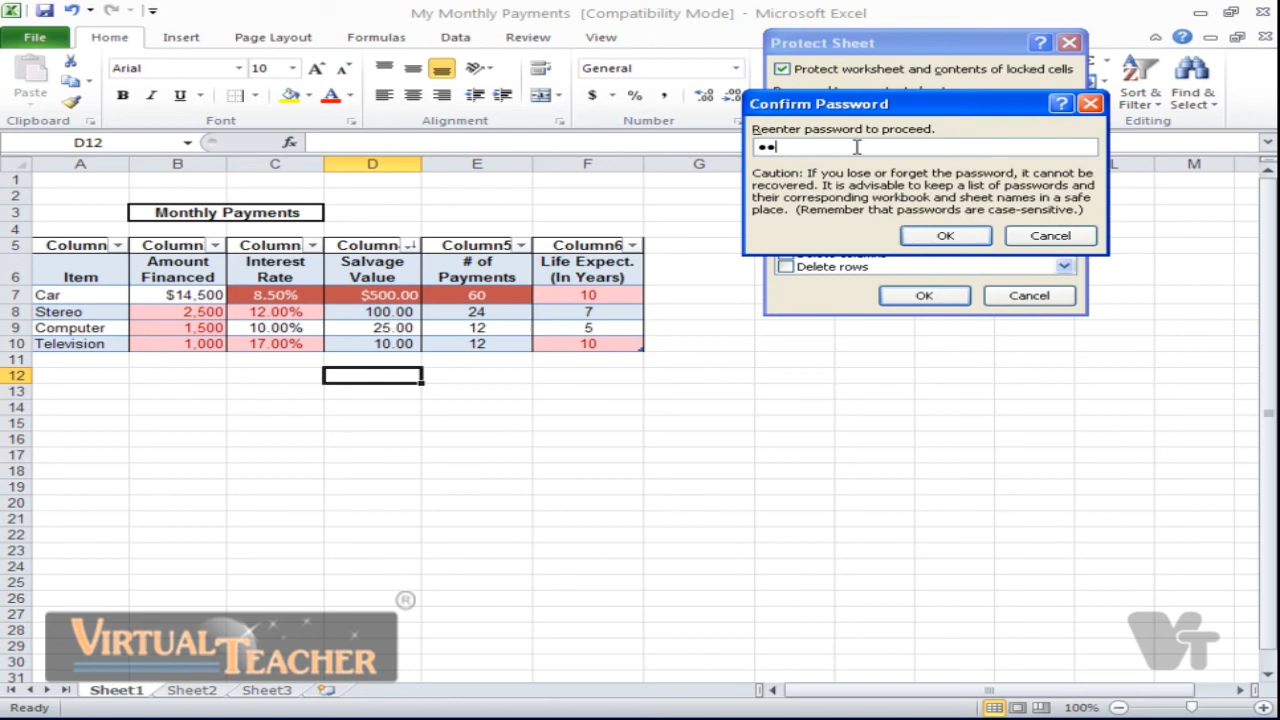 My Monthly Payments [Compatibility Mode] - Microsoft Excel
File Home Insert Page Layout Formulas Data Review View
Protect Sheet
Protect worksheet and contents of locked cells
Paste
Arial 10
General
B I U A A A
$ % ,
Sort & Filter
Find & Select
Clipboard Font Alignment Number Editing
Confirm Password
Reenter password to proceed.
Caution: If you lose or forget the password, it cannot be
recovered. It is advisable to keep a list of passwords and
their corresponding workbook and sheet names in a safe
place. (Remember that passwords are case-sensitive.)
OK Cancel
Delete rows
OK Cancel
D12 fx
A B C D E F G L M
1
2
3 Monthly Payments
4
5 Column Column Column Column Column5 Column6
6 Item Amount Financed Interest Rate Salvage Value # of Payments Life Expect. (In Years)
7 Car $14,500 8.50% $500.00 60 10
8 Stereo 2,500 12.00% 100.00 24 7
9 Computer 1,500 10.00% 25.00 12 5
10 Television 1,000 17.00% 10.00 12 10
11
12
13
14
15
16
17
18
19
20
21
22
23
24
25
26
27
28
29
30
31
VIRTUAL TEACHER ®
VT
Sheet1 Sheet2 Sheet3
Ready 100%